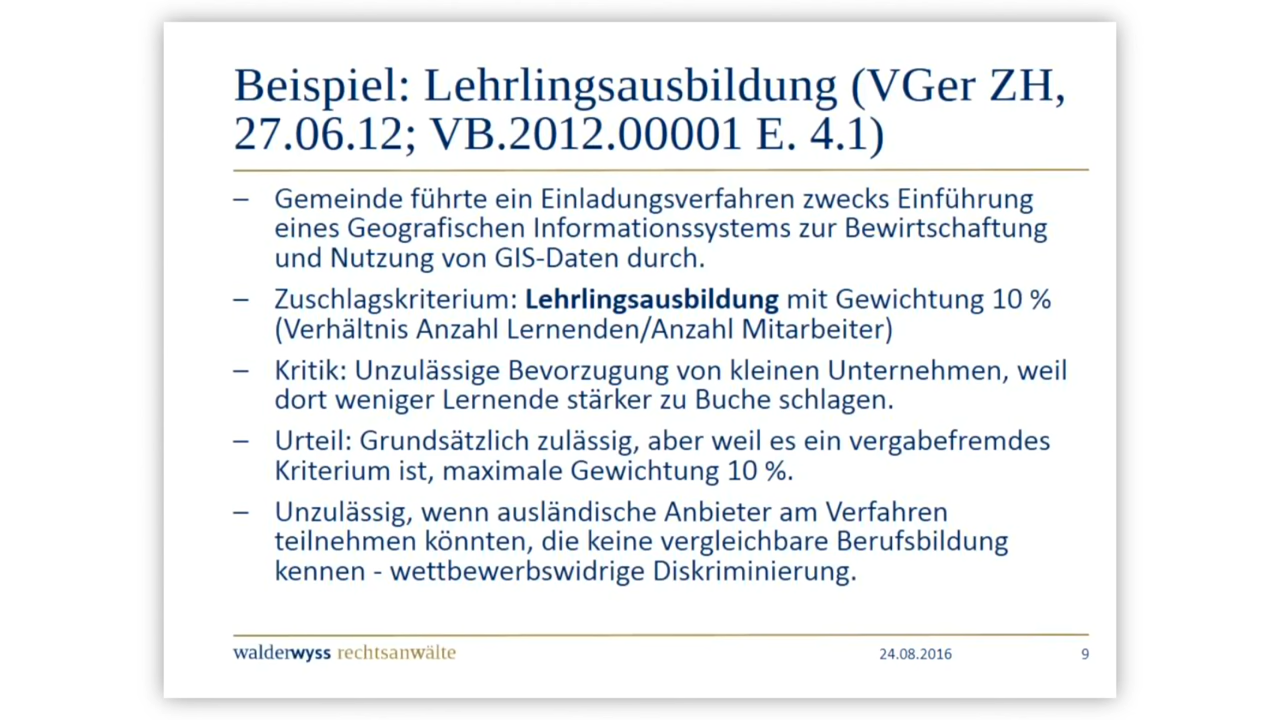 Beispiel: Lehrlingsausbildung (VGer ZH,
27.06.12; VB.2012.00001 E. 4.1)
– Gemeinde führte ein Einladungsverfahren zwecks Einführung
eines Geografischen Informationssystems zur Bewirtschaftung
und Nutzung von GIS-Daten durch.
– Zuschlagskriterium: Lehrlingsausbildung mit Gewichtung 10 %
(Verhältnis Anzahl Lernenden/Anzahl Mitarbeiter)
– Kritik: Unzulässige Bevorzugung von kleinen Unternehmen, weil
dort weniger Lernende stärker zu Buche schlagen.
– Urteil: Grundsätzlich zulässig, aber weil es ein vergabefremdes
Kriterium ist, maximale Gewichtung 10 %.
– Unzulässig, wenn ausländische Anbieter am Verfahren
teilnehmen könnten, die keine vergleichbare Berufsbildung
kennen - wettbewerbswidrige Diskriminierung.
walderwyss rechtsanwälte 24.08.2016 9